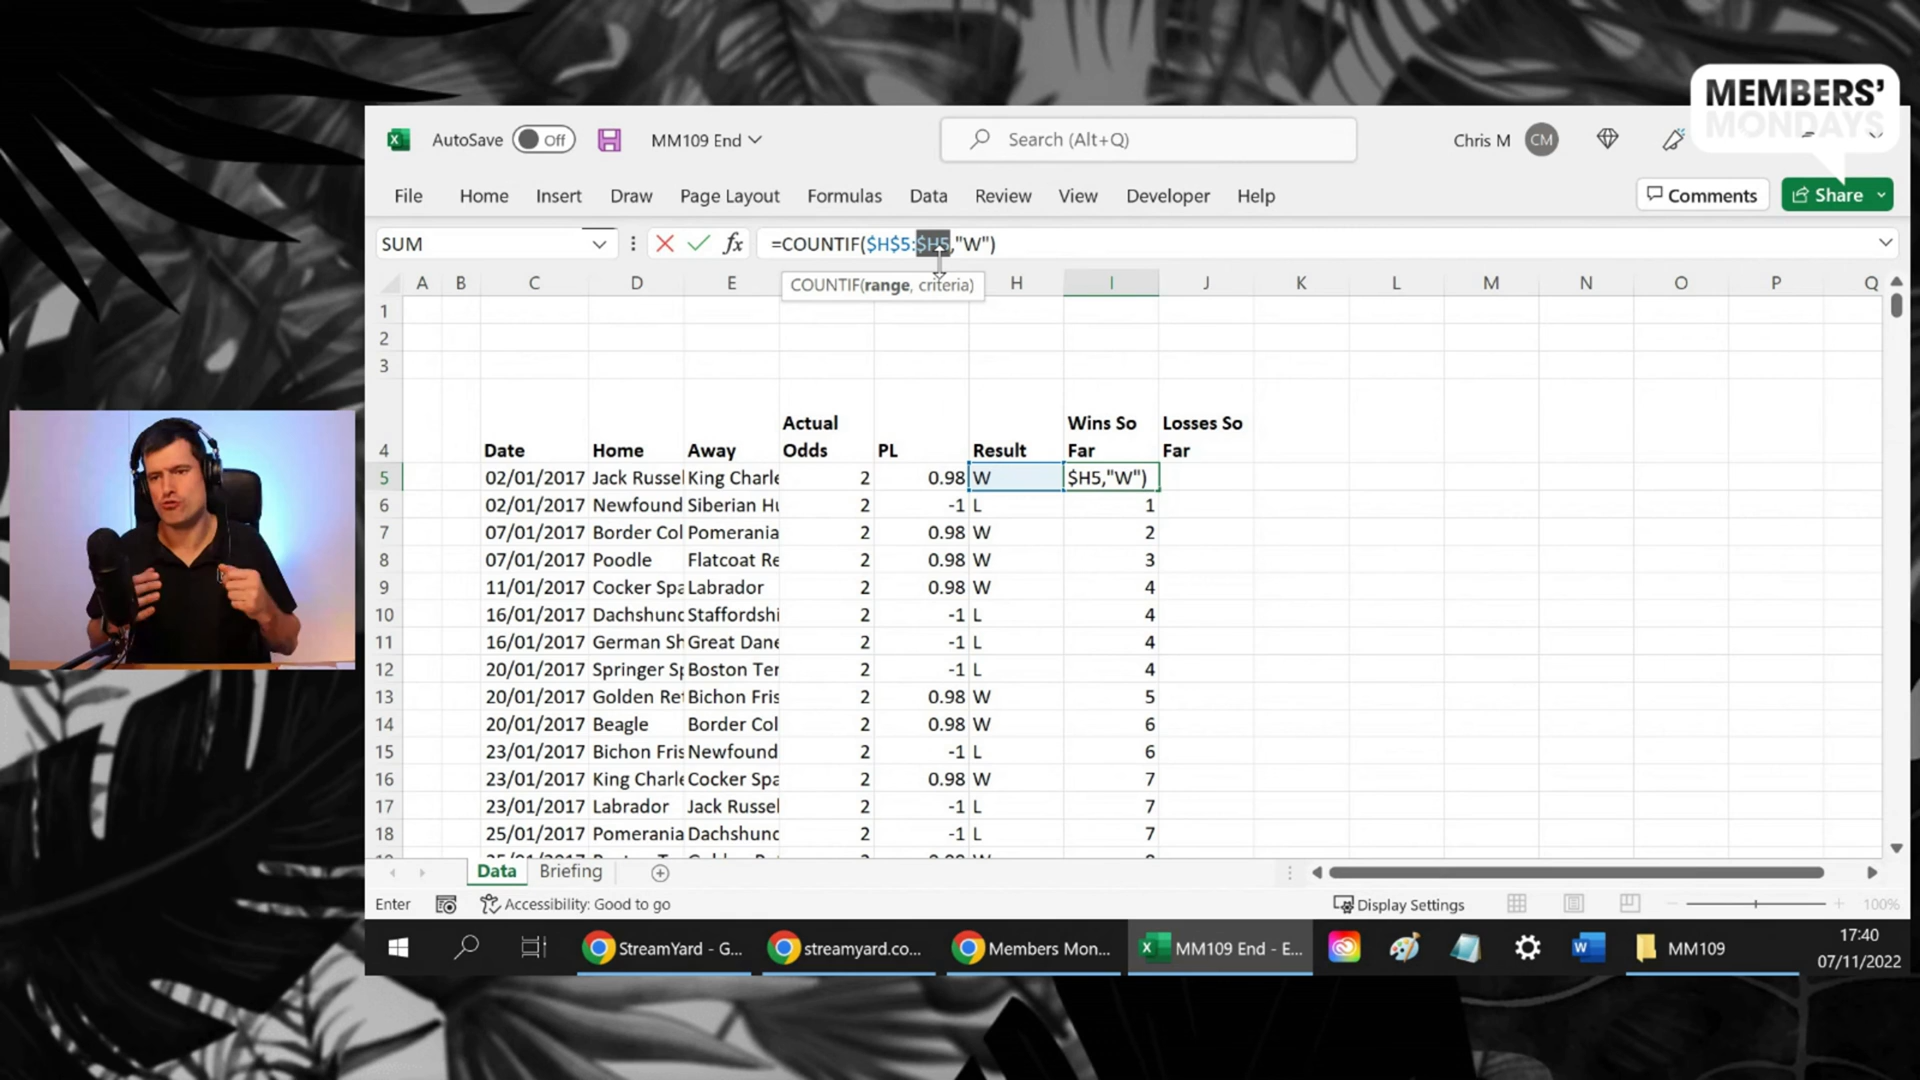 MEMBERS'
MONDAYS
AutoSave Off MM109 End Search (Alt+Q) Chris M CM
File Home Insert Draw Page Layout Formulas Data Review View Developer Help Comments Share
SUM fx =COUNTIF($H$5:$H5,"W")
COUNTIF(range, criteria)
A B C D E H I J K L M N O P Q
1
2
3
4 Date Home Away Actual Odds PL Result Wins So Far Losses So Far
5 02/01/2017 Jack Russel King Charle 2 0.98 W $H5,"W")
6 02/01/2017 Newfound Siberian Hu 2 -1 L 1
7 07/01/2017 Border Col Pomerania 2 0.98 W 2
8 07/01/2017 Poodle Flatcoat Re 2 0.98 W 3
9 11/01/2017 Cocker Spa Labrador 2 0.98 W 4
10 16/01/2017 Dachshund Staffordshi 2 -1 L 4
11 16/01/2017 German Sh Great Dane 2 -1 L 4
12 20/01/2017 Springer Sp Boston Ter 2 -1 L 4
13 20/01/2017 Golden Ret Bichon Fris 2 0.98 W 5
14 20/01/2017 Beagle Border Col 2 0.98 W 6
15 23/01/2017 Bichon Fris Newfound 2 -1 L 6
16 23/01/2017 King Charle Cocker Spa 2 0.98 W 7
17 23/01/2017 Labrador Jack Russel 2 -1 L 7
18 25/01/2017 Pomerania Dachshund 2 -1 L 7
Data Briefing
Enter Accessibility: Good to go Display Settings 100%
StreamYard - G... streamyard.co... Members Mon... MM109 End - E... MM109 17:40
07/11/2022